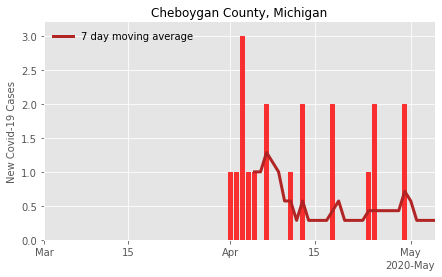 Cheboygan County, Michigan
7 day moving average
New Covid-19 Cases
3.0
2.5
2.0
1.5
1.0
0.5
0.0
Mar 15 Apr 15 May
2020-May